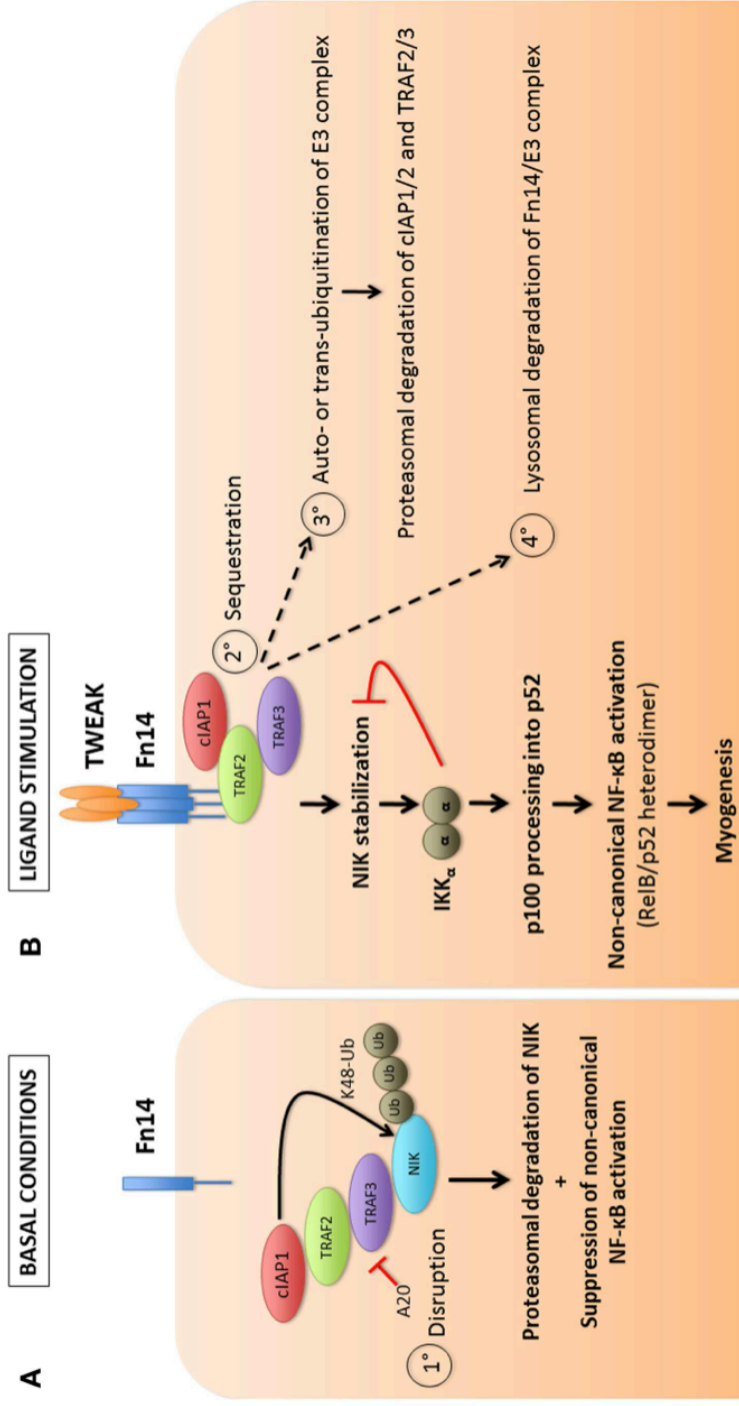 A
BASAL CONDITIONS
Fn14
cIAP1
TRAF2
TRAF3
NIK
K48-Ub
Ub
Ub
Ub
A20
1° Disruption
Proteasomal degradation of NIK
+
Suppression of non-canonical
NF-κB activation
B
LIGAND STIMULATION
TWEAK
Fn14
cIAP1
TRAF2
TRAF3
2° Sequestration
3° Auto- or trans-ubiquitination of E3 complex
Proteasomal degradation of cIAP1/2 and TRAF2/3
4° Lysosomal degradation of Fn14/E3 complex
NIK stabilization
IKKα
α
α
p100 processing into p52
Non-canonical NF-κB activation
(RelB/p52 heterodimer)
Myogenesis